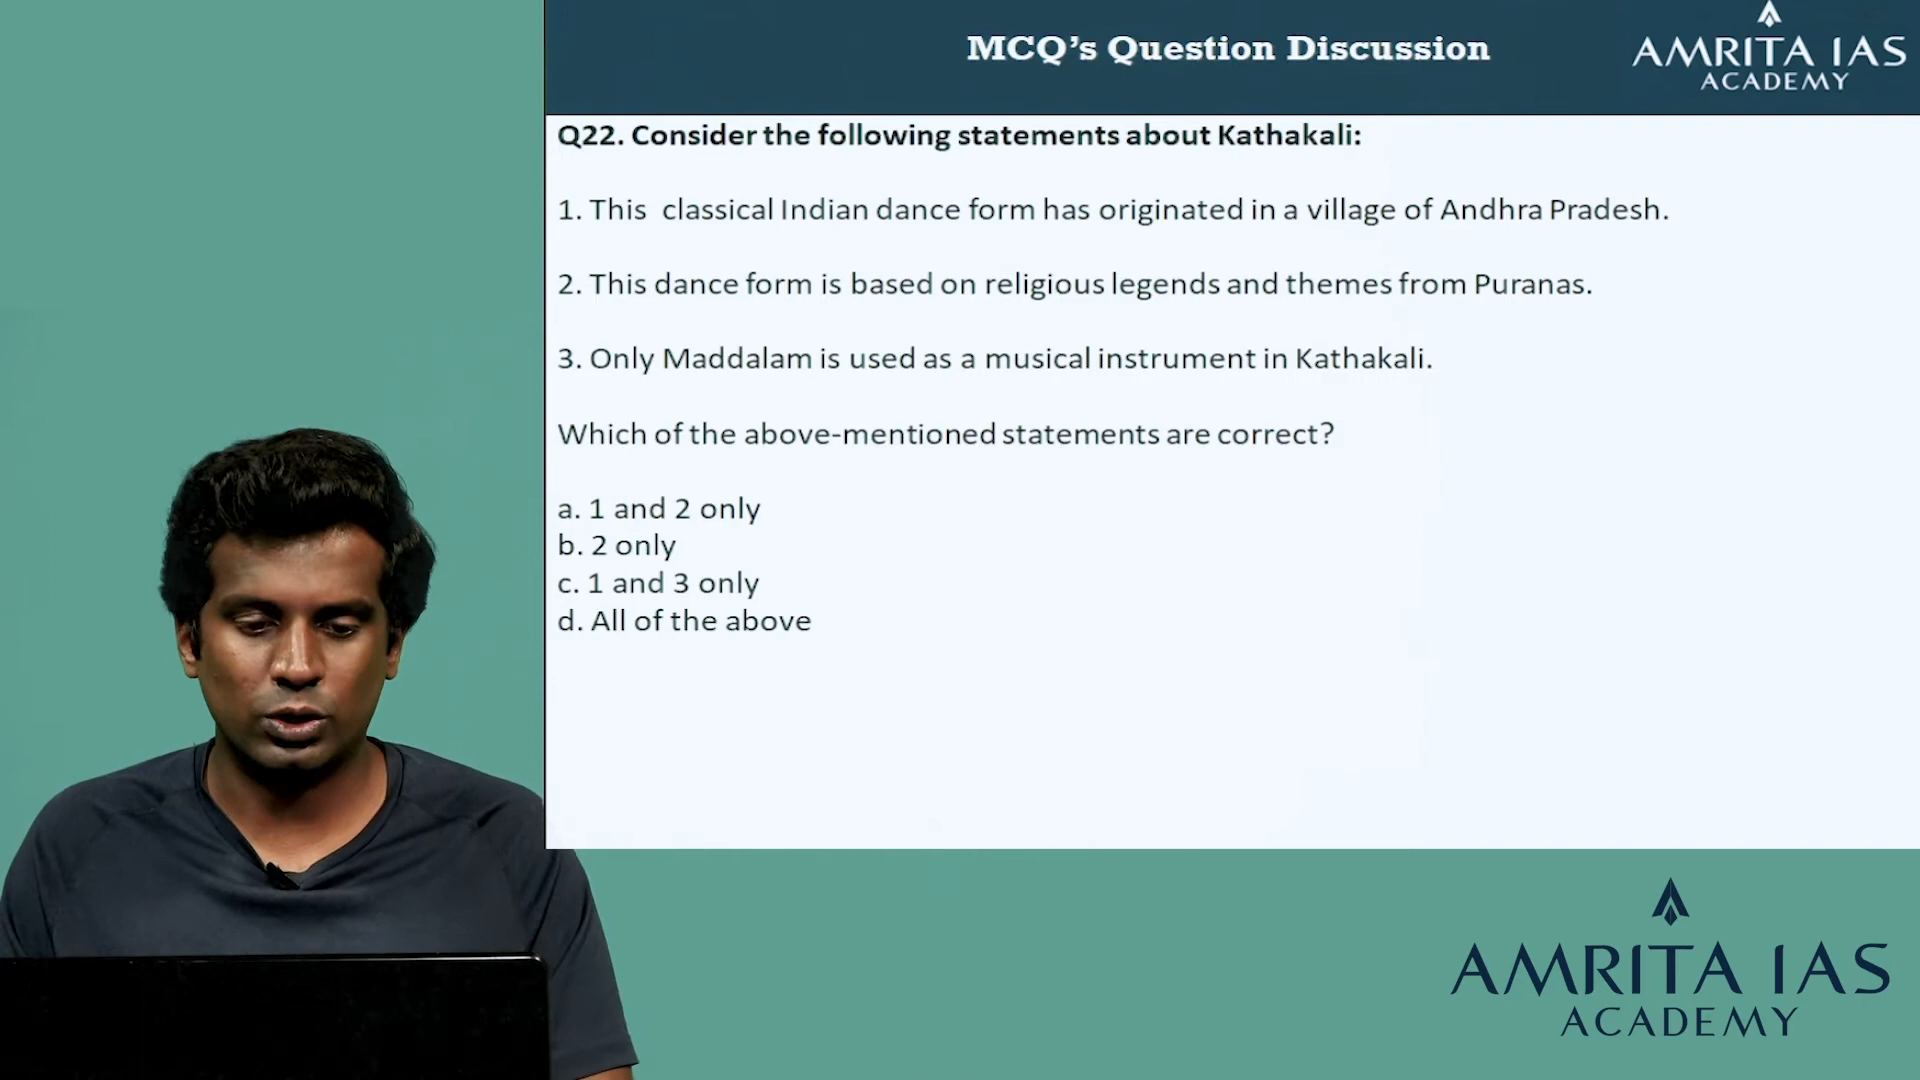 MCQ's Question Discussion
AMRITA IAS
ACADEMY
Q22. Consider the following statements about Kathakali:
1. This classical Indian dance form has originated in a village of Andhra Pradesh.
2. This dance form is based on religious legends and themes from Puranas.
3. Only Maddalam is used as a musical instrument in Kathakali.
Which of the above-mentioned statements are correct?
a. 1 and 2 only
b. 2 only
c. 1 and 3 only
d. All of the above
AMRITA IAS
ACADEMY